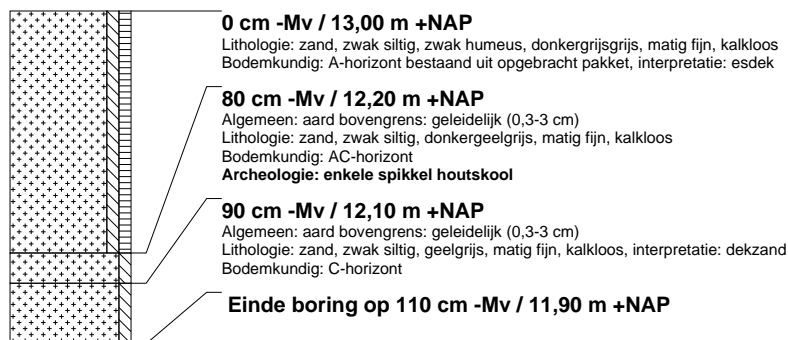 0 cm -Mv / 13,00 m +NAP
Lithologie: zand, zwak siltig, zwak humeus, donkergrijsgrijs, matig fijn, kalkloos
Bodemkundig: A-horizont bestaand uit opgebracht pakket, interpretatie: esdek
80 cm -Mv / 12,20 m +NAP
Algemeen: aard bovengrens: geleidelijk (0,3-3 cm)
Lithologie: zand, zwak siltig, donkergeelgrijs, matig fijn, kalkloos
Bodemkundig: AC-horizont
Archeologie: enkele spikkel houtskool
90 cm -Mv / 12,10 m +NAP
Algemeen: aard bovengrens: geleidelijk (0,3-3 cm)
Lithologie: zand, zwak siltig, geelgrijs, matig fijn, kalkloos, interpretatie: dekzand
Bodemkundig: C-horizont
Einde boring op 110 cm -Mv / 11,90 m +NAP